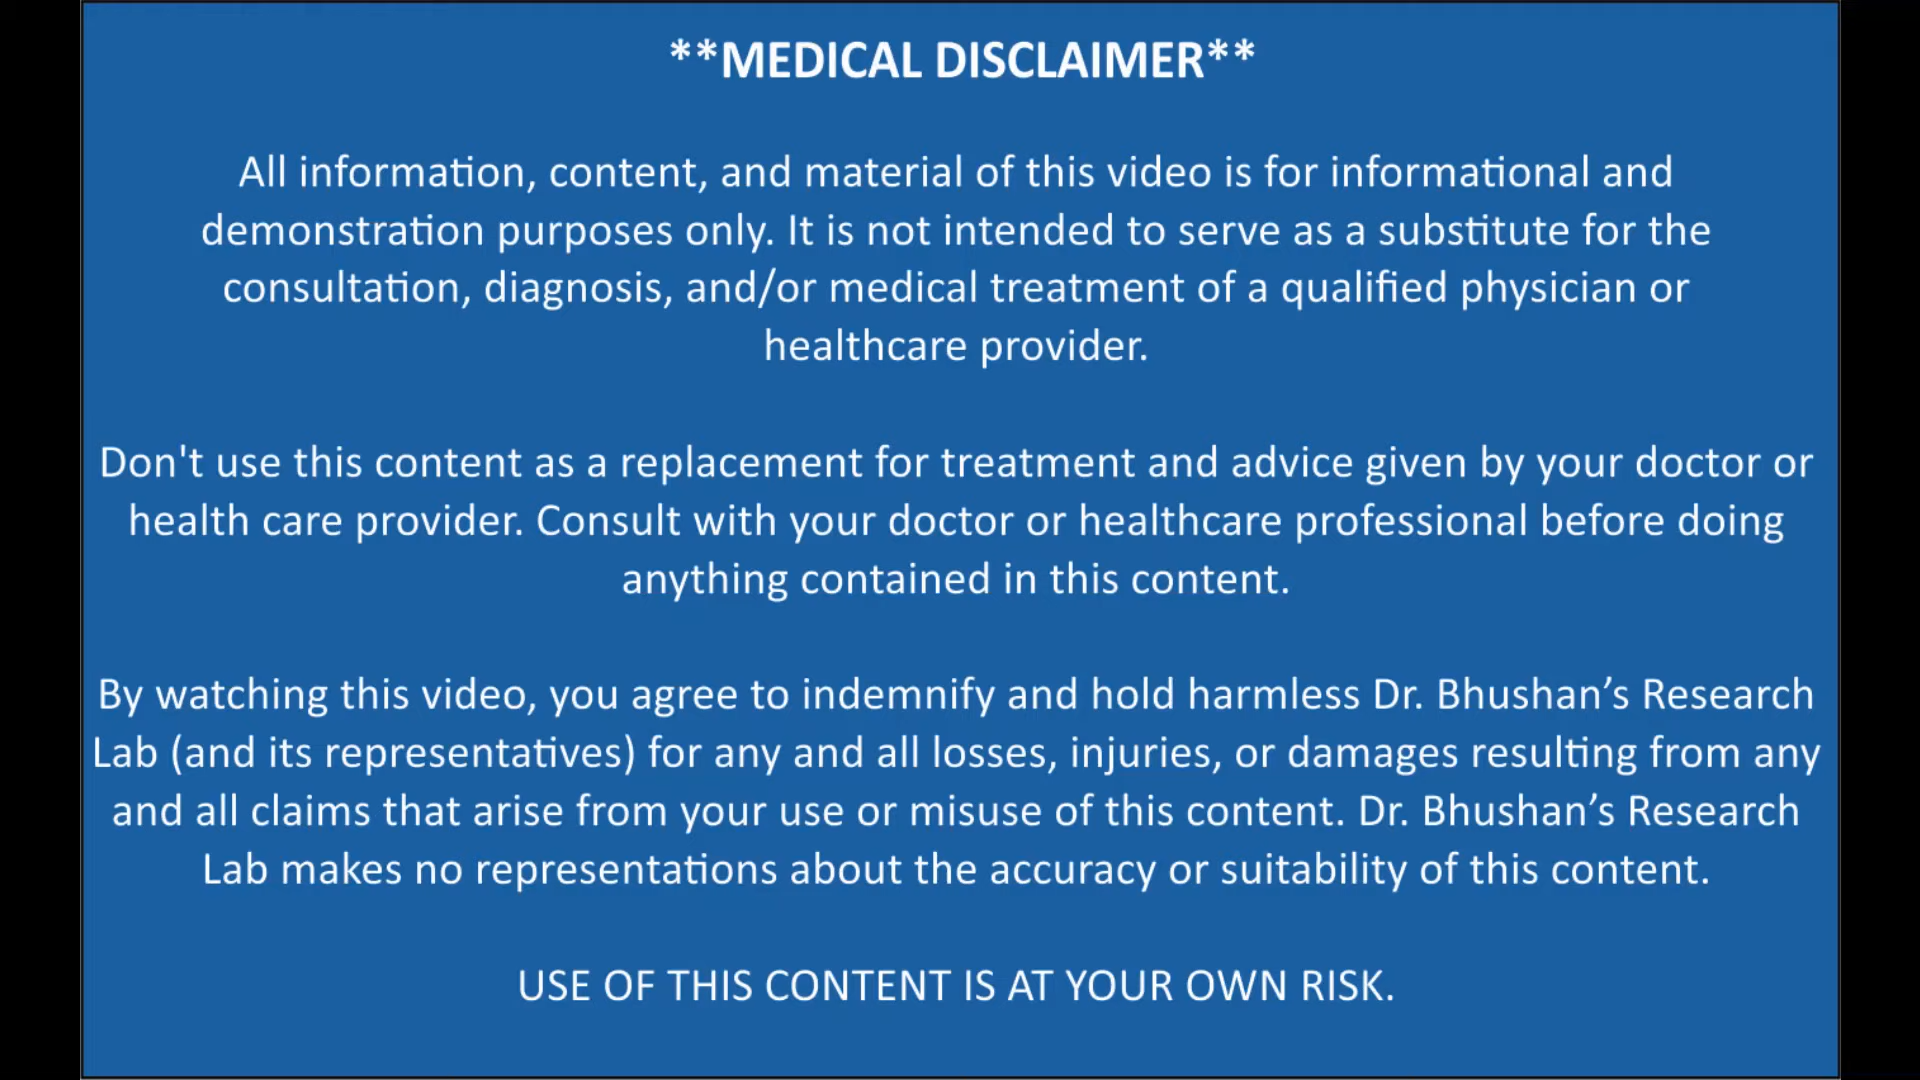 **MEDICAL DISCLAIMER**
All information, content, and material of this video is for informational and
demonstration purposes only. It is not intended to serve as a substitute for the
consultation, diagnosis, and/or medical treatment of a qualified physician or
healthcare provider.
Don't use this content as a replacement for treatment and advice given by your doctor or
health care provider. Consult with your doctor or healthcare professional before doing
anything contained in this content.
By watching this video, you agree to indemnify and hold harmless Dr. Bhushan’s Research
Lab (and its representatives) for any and all losses, injuries, or damages resulting from any
and all claims that arise from your use or misuse of this content. Dr. Bhushan’s Research
Lab makes no representations about the accuracy or suitability of this content.
USE OF THIS CONTENT IS AT YOUR OWN RISK.